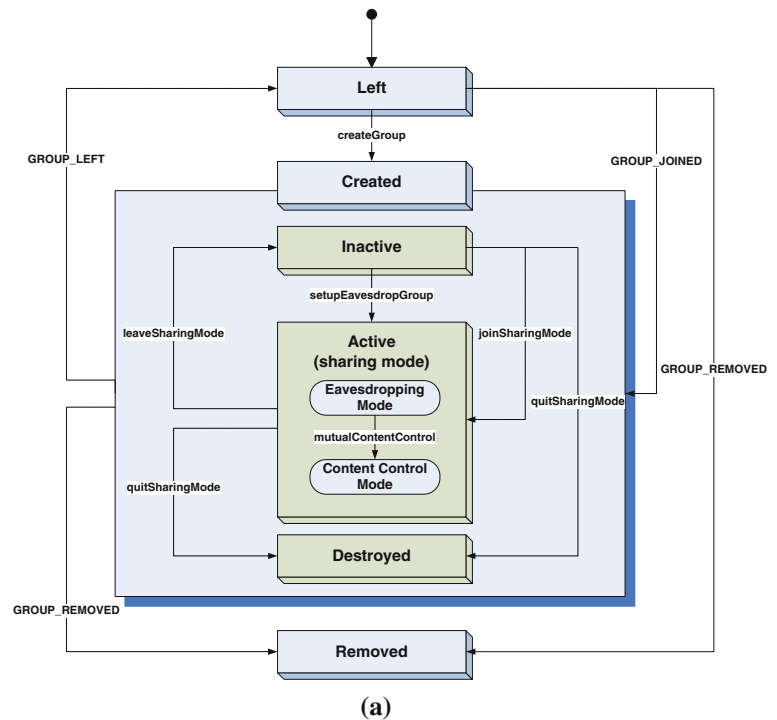 Left
createGroup
GROUP_LEFT
GROUP_JOINED
Created
Inactive
setupEavesdropGroup
leaveSharingMode
joinSharingMode
Active
(sharing mode)
GROUP_REMOVED
Eavesdropping
Mode
quitSharingMode
mutualContentControl
Content Control
Mode
quitSharingMode
Destroyed
GROUP_REMOVED
Removed
(a)